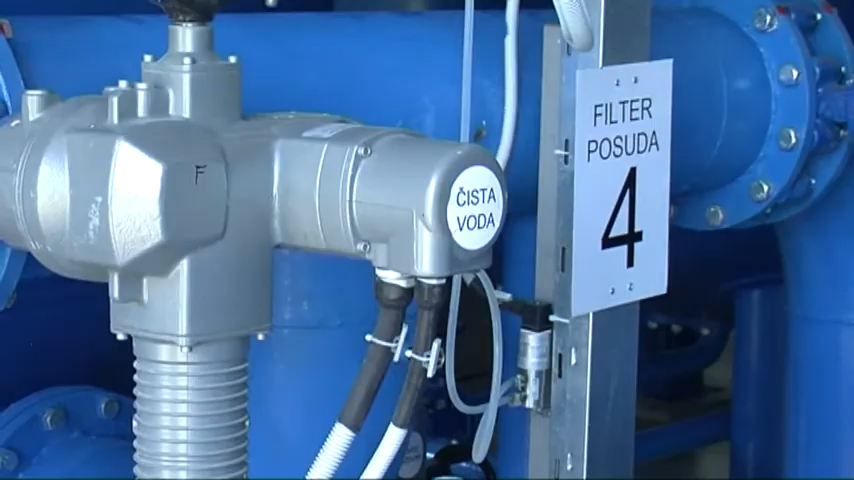 F
ČISTA
VODA
FILTER
POSUDA
4